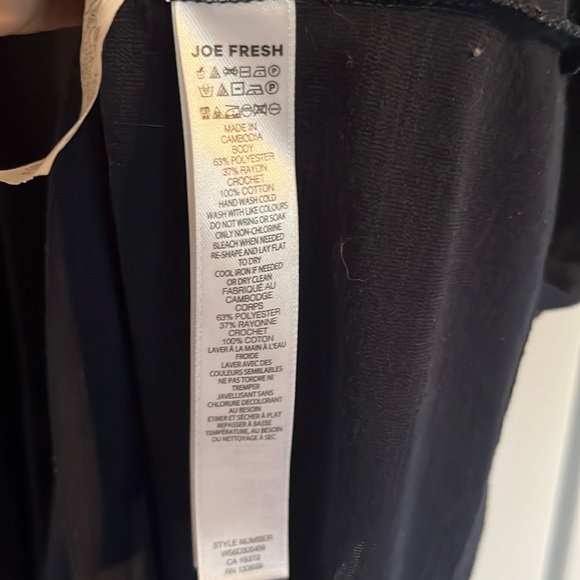 JOE FRESH
MADE IN
CAMBODIA
BODY
63% POLYESTER
37% RAYON
CROCHET
100% COTTON
HAND WASH COLD
WASH WITH LIKE COLOURS
DO NOT WRING OR SOAK
ONLY NON-CHLORINE
BLEACH WHEN NEEDED
RE-SHAPE AND LAY FLAT
TO DRY
COOL IRON IF NEEDED
OR DRY CLEAN
FABRIQUÉ AU
CAMBODGE
CORPS
63% POLYESTER
37% RAYONNE
CROCHET
100% COTON
LAVER À LA MAIN À L'EAU
FROIDE
LAVER AVEC DES
COULEURS SEMBLABLES
NE PAS TORDRE NI
TREMPER
JAVELLISANT SANS
CHLORURE DECOLORANT
AU BESOIN
ÉTIRER ET SÉCHER À PLAT
REPASSER À BASSE
TEMPÉRATURE, AU BESOIN
OU NETTOYAGE À SEC
STYLE NUMBER
CA
RN